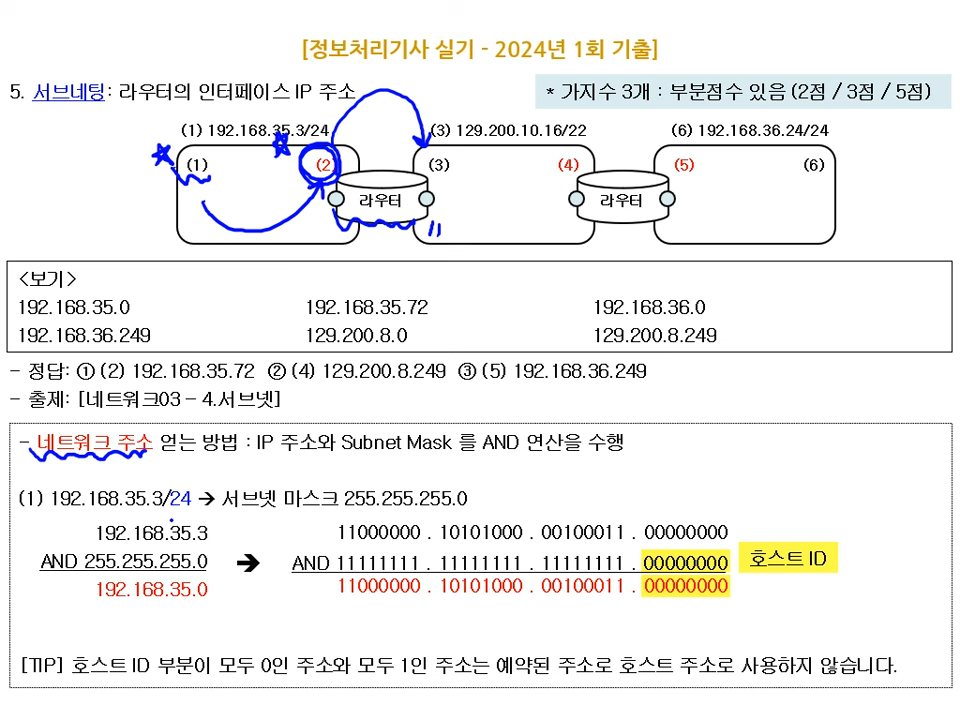 [정보처리기사 실기 - 2024년 1회 기출]
5. 서브네팅: 라우터의 인터페이스 IP 주소
* 가지수 3개 : 부분점수 있음 (2점 / 3점 / 5점)
(1) 192.168.35.3/24 (3) 129.200.10.16/22 (6) 192.168.36.24/24
(1) (2) (3) (4) (5) (6)
라우터 라우터
<보기>
192.168.35.0 192.168.35.72 192.168.36.0
192.168.36.249 129.200.8.0 129.200.8.249
- 정답: ① (2) 192.168.35.72 ② (4) 129.200.8.249 ③ (5) 192.168.36.249
- 출제: [네트워크03 - 4.서브넷]
- 네트워크 주소 얻는 방법 : IP 주소와 Subnet Mask 를 AND 연산을 수행
(1) 192.168.35.3/24 → 서브넷 마스크 255.255.255.0
192.168.35.3 11000000 . 10101000 . 00100011 . 00000000
AND 255.255.255.0 ➔ AND 11111111 . 11111111 . 11111111 . 00000000 호스트 ID
192.168.35.0 11000000 . 10101000 . 00100011 . 00000000
[TIP] 호스트 ID 부분이 모두 0인 주소와 모두 1인 주소는 예약된 주소로 호스트 주소로 사용하지 않습니다.